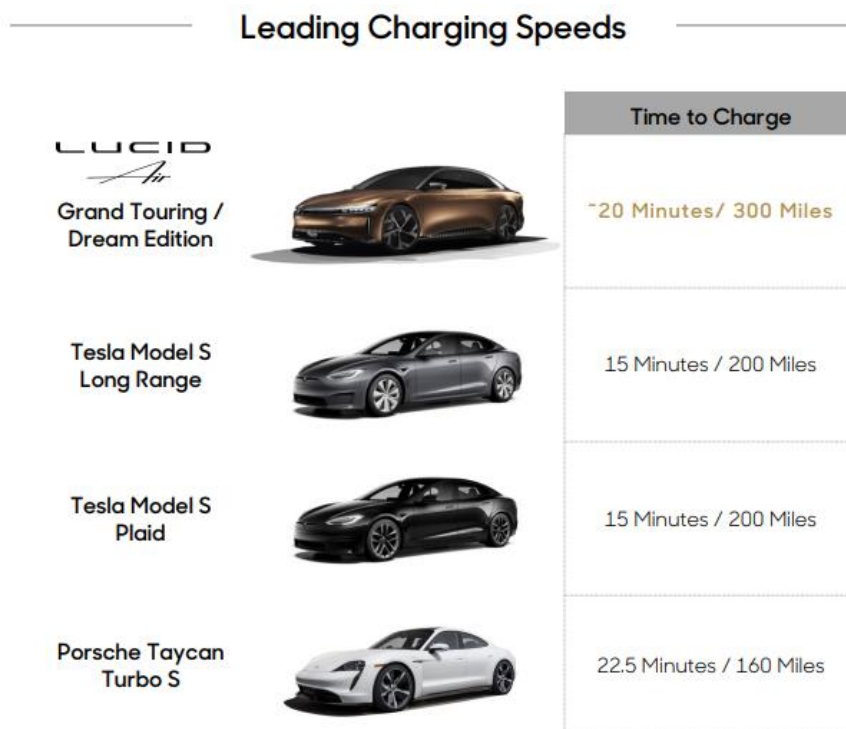 Leading Charging Speeds
Time to Charge
LUCID
Air
Grand Touring /
Dream Edition
~20 Minutes/ 300 Miles
Tesla Model S
Long Range
15 Minutes / 200 Miles
Tesla Model S
Plaid
15 Minutes / 200 Miles
Porsche Taycan
Turbo S
22.5 Minutes / 160 Miles